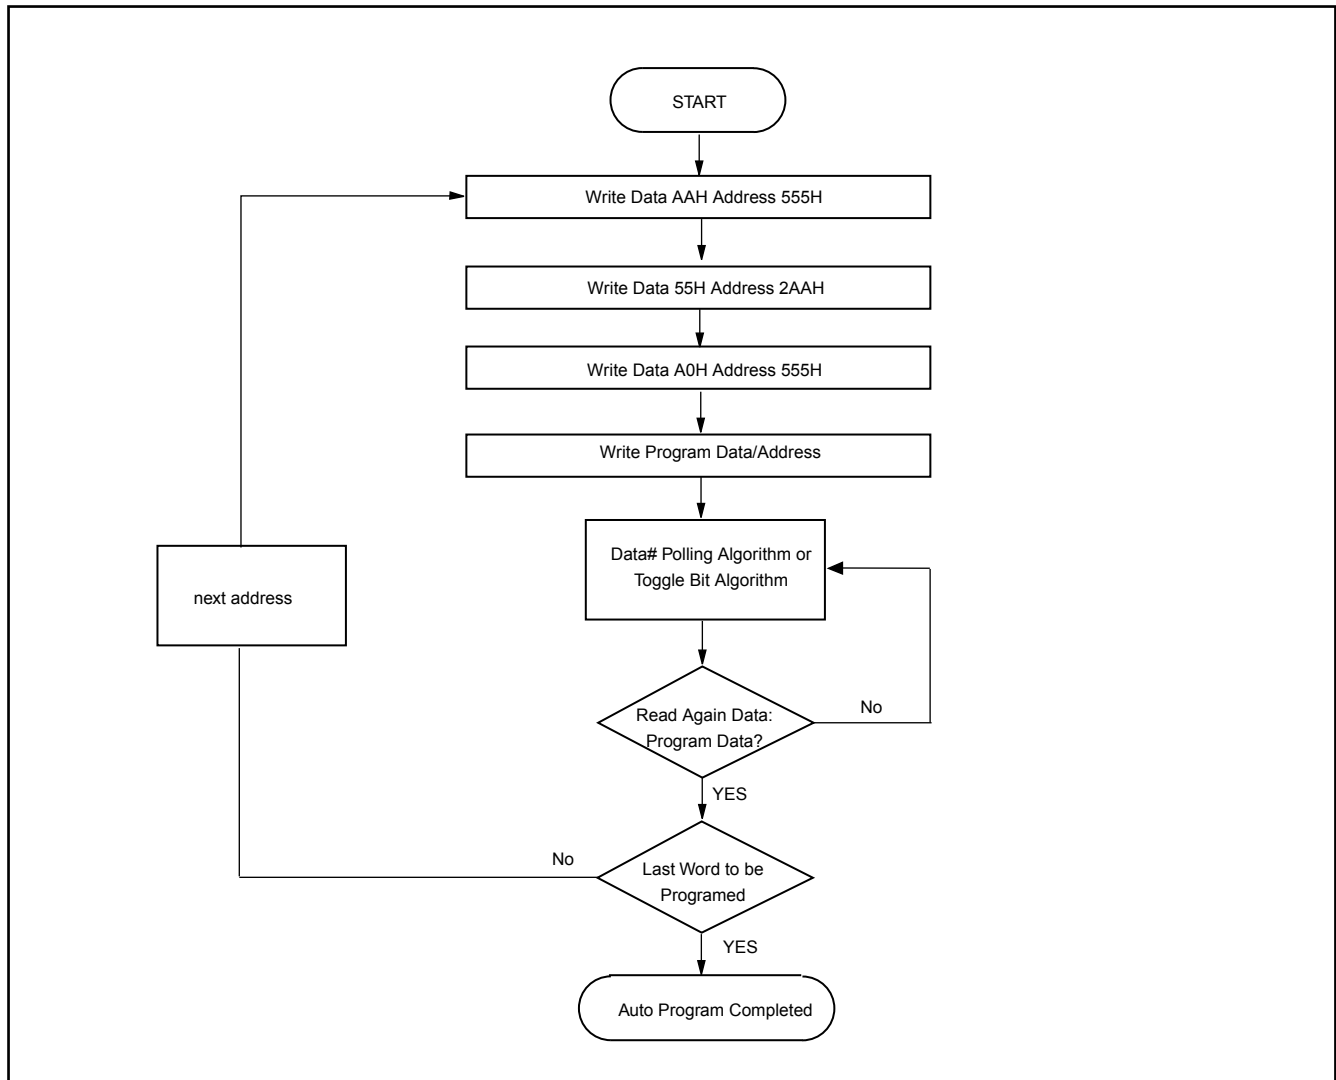 START
Write Data AAH Address 555H
Write Data 55H Address 2AAH
Write Data A0H Address 555H
Write Program Data/Address
Data# Polling Algorithm or
Toggle Bit Algorithm
next address
Read Again Data:
Program Data?
No
YES
No
Last Word to be
Programed
YES
Auto Program Completed